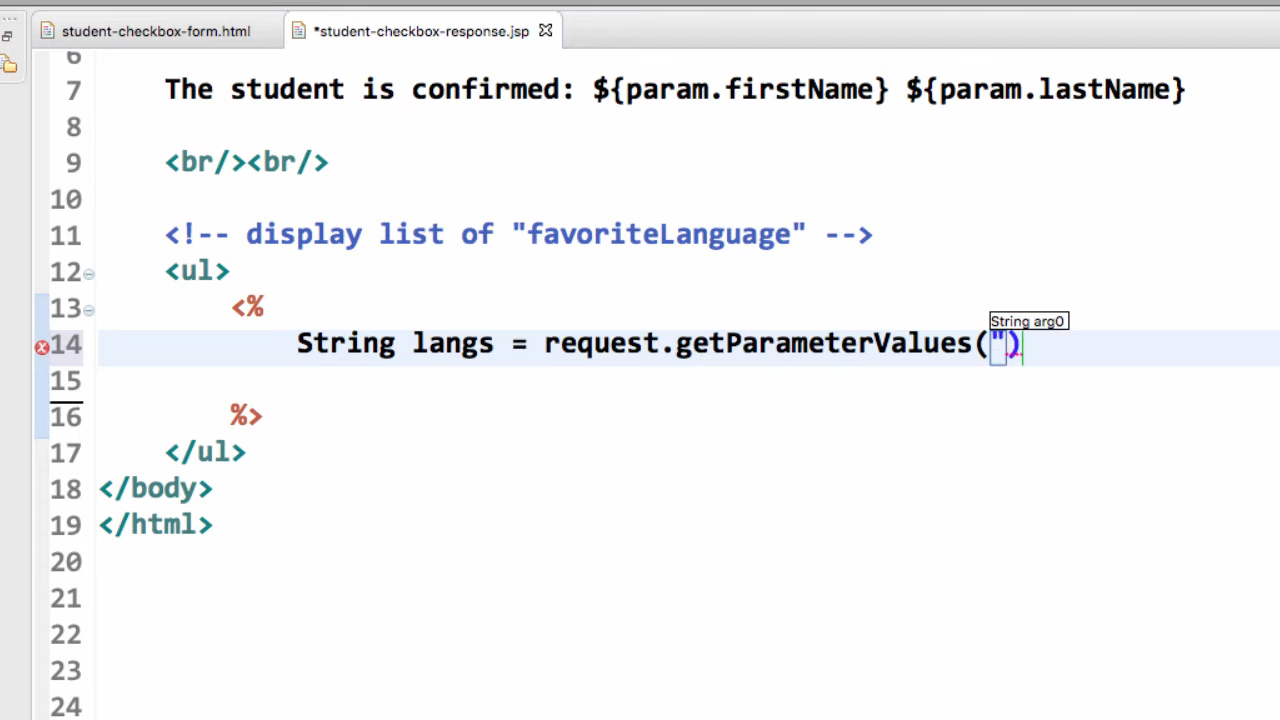 student-checkbox-form.html
*student-checkbox-response.jsp
6
7 The student is confirmed: ${param.firstName} ${param.lastName}
8
9 <br/><br/>
10
11 <!-- display list of "favoriteLanguage" -->
12 <ul>
13 <%
String arg0
14 String langs = request.getParameterValues(")
15
16 %>
17 </ul>
18 </body>
19 </html>
20
21
22
23
24